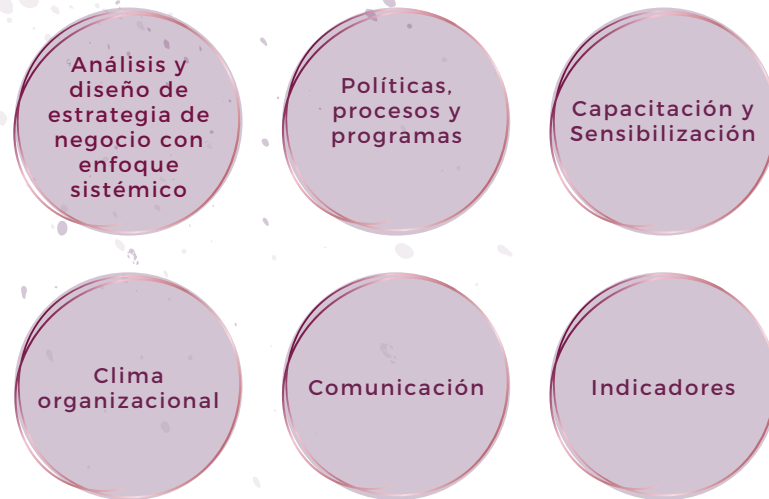 Análisis y
diseño de
estrategia de
negocio con
enfoque
sistémico
Políticas,
procesos y
programas
Capacitación y
Sensibilización
Clima
organizacional
Comunicación
Indicadores